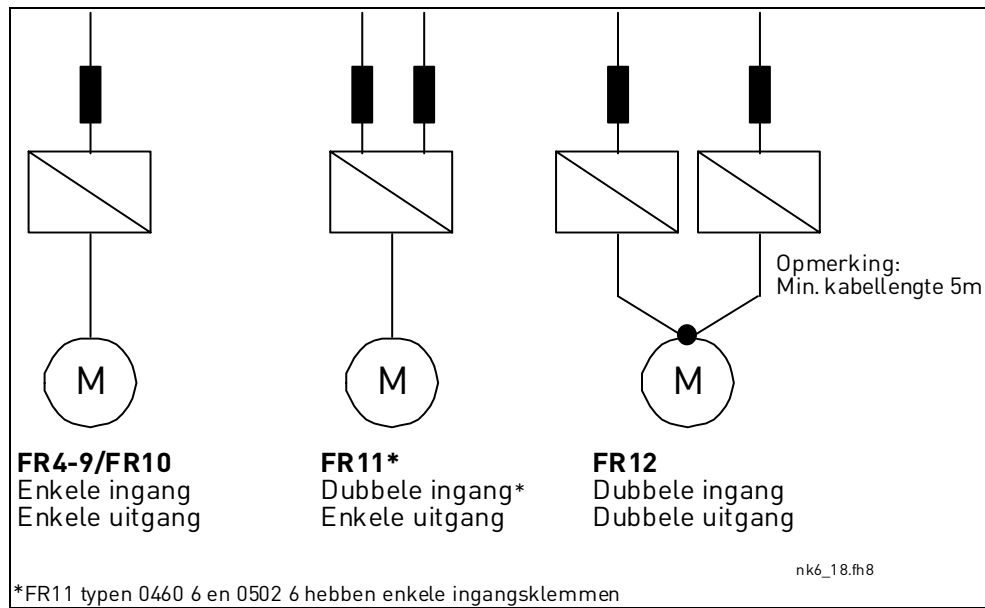 Opmerking:
Min. kabellengte 5m
M
M
M
FR4-9/FR10
Enkele ingang
Enkele uitgang
FR11*
Dubbele ingang*
Enkele uitgang
FR12
Dubbele ingang
Dubbele uitgang
nk6_18.fh8
*FR11 typen 0460 6 en 0502 6 hebben enkele ingangsklemmen